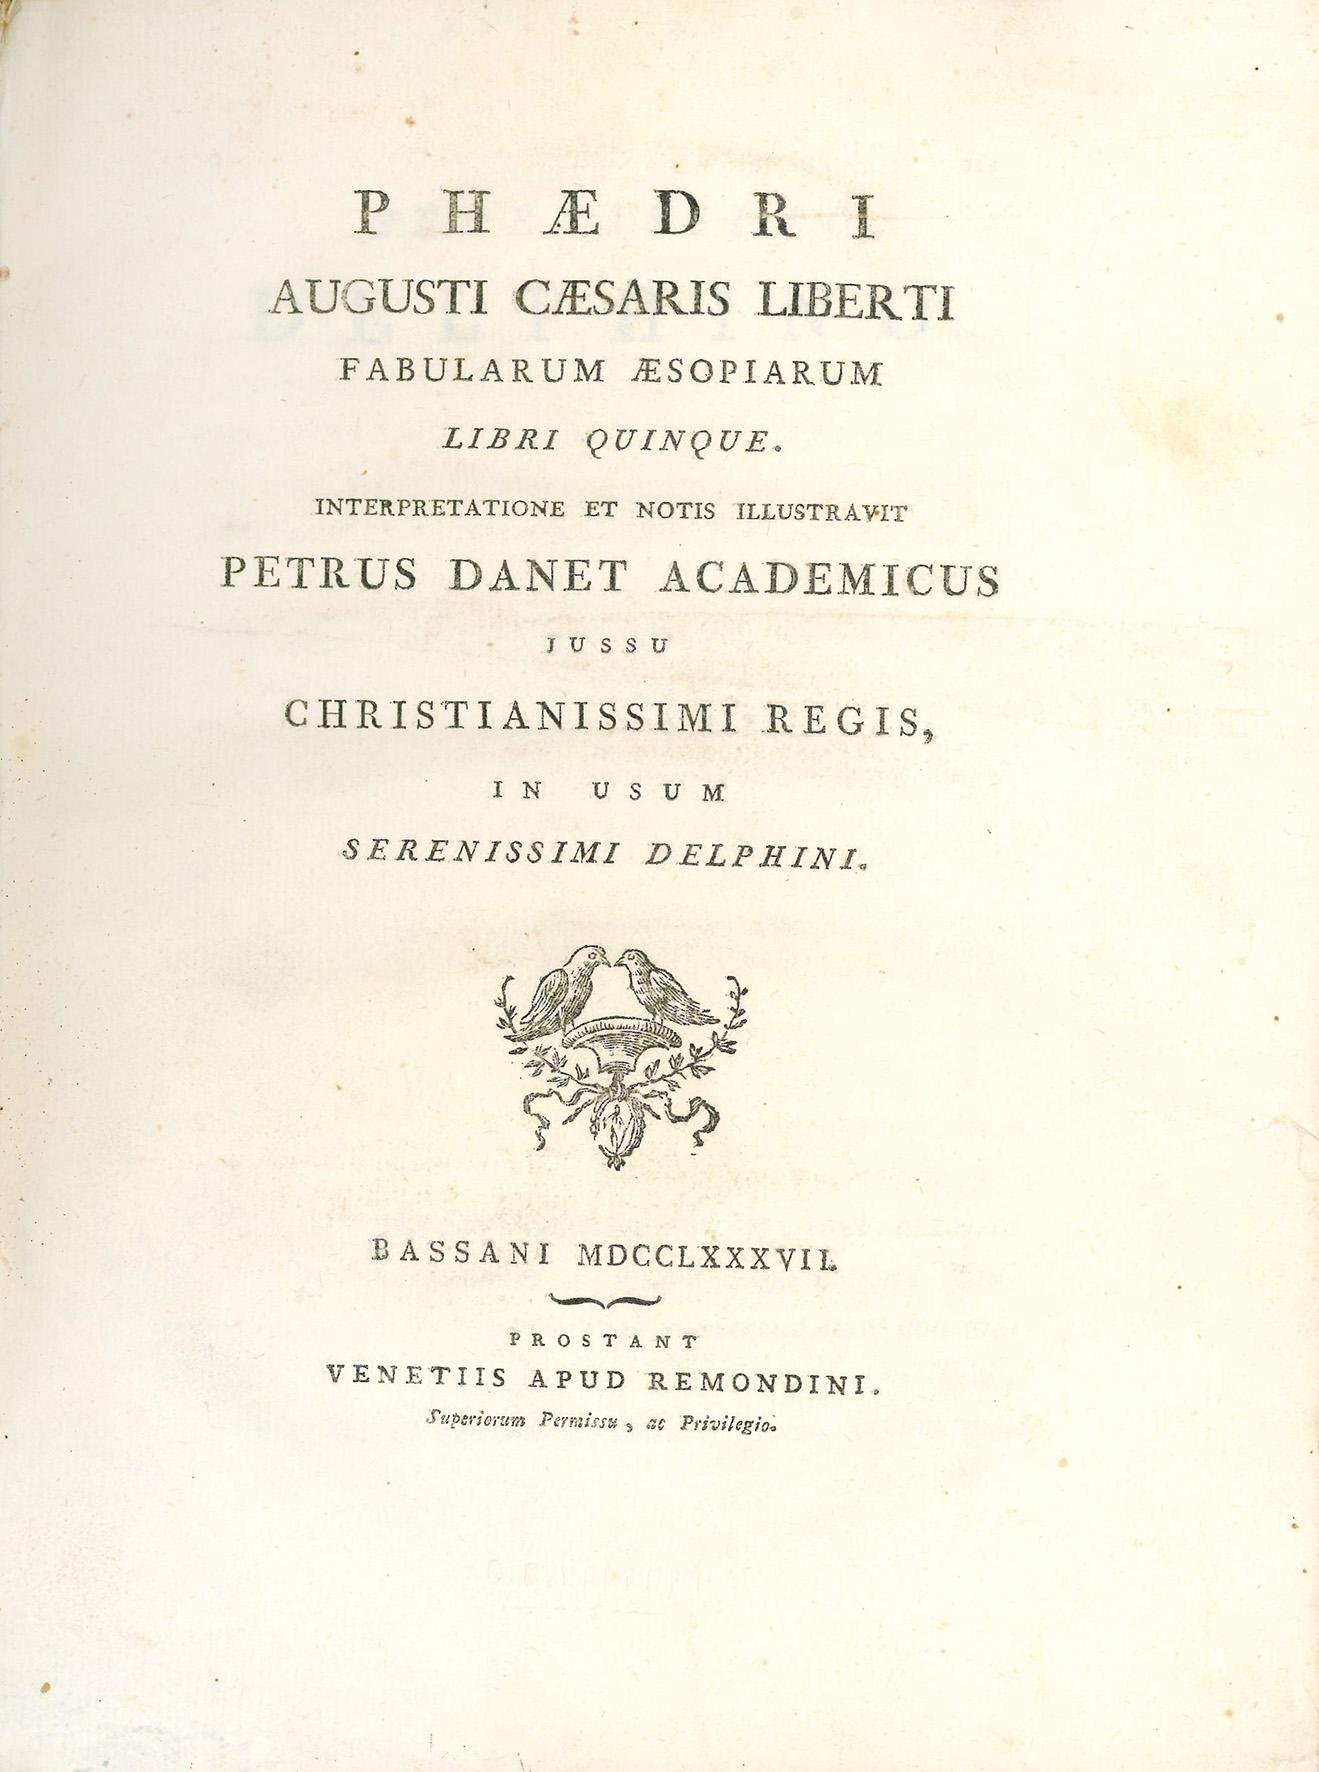 PHÆDRI
AUGUSTI CÆSARIS LIBERTI
FABULARUM ÆSOPIARUM
LIBRI QUINQUE.
INTERPRETATIONE ET NOTIS ILLUSTRAVIT
PETRUS DANET ACADEMICUS
JUSSU
CHRISTIANISSIMI REGIS,
IN USUM
SERENISSIMI DELPHINI.
BASSANI MDCCLXXXVII.
PROSTANT
VENETIIS APUD REMONDINI.
Superiorum Permissu, ac Privilegio.